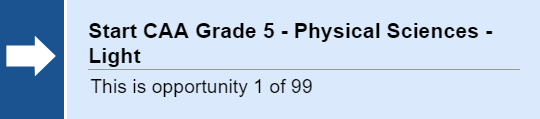 Start CAA Grade 5 - Physical Sciences -
Light
This is opportunity 1 of 99